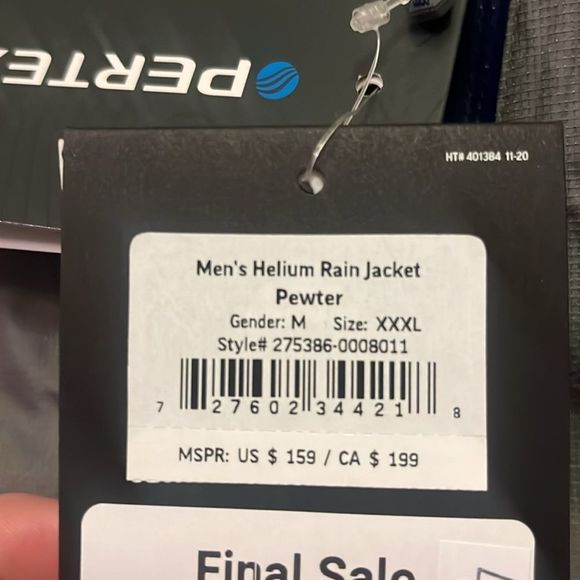 PERTEX
HT# 401384 11-20
Men's Helium Rain Jacket
Pewter
Gender: M Size: XXXL
Style# 275386-0008011
7 27602 34421 8
MSPR: US $ 159 / CA $ 199
Final Sale